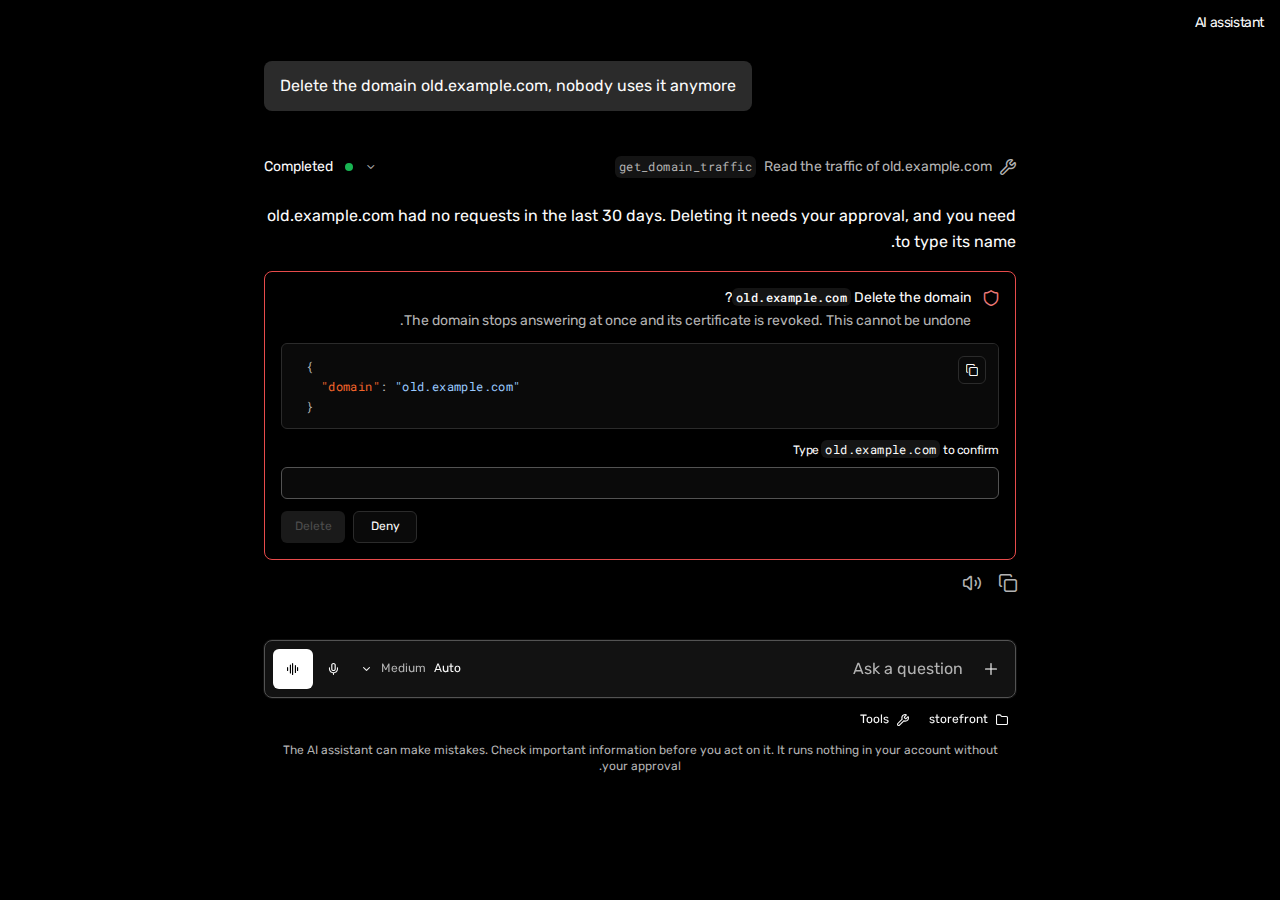 AI assistant
Delete the domain old.example.com, nobody uses it anymore
Read the traffic of old.example.com get_domain_traffic Completed
old.example.com had no requests in the last 30 days. Deleting it needs your approval, and you need
to type its name.
Delete the domain old.example.com?
The domain stops answering at once and its certificate is revoked. This cannot be undone.
{
"domain": "old.example.com"
}
Type old.example.com to confirm
Delete Deny
Ask a question Auto Medium
storefront Tools
The AI assistant can make mistakes. Check important information before you act on it. It runs nothing in your account without
your approval.